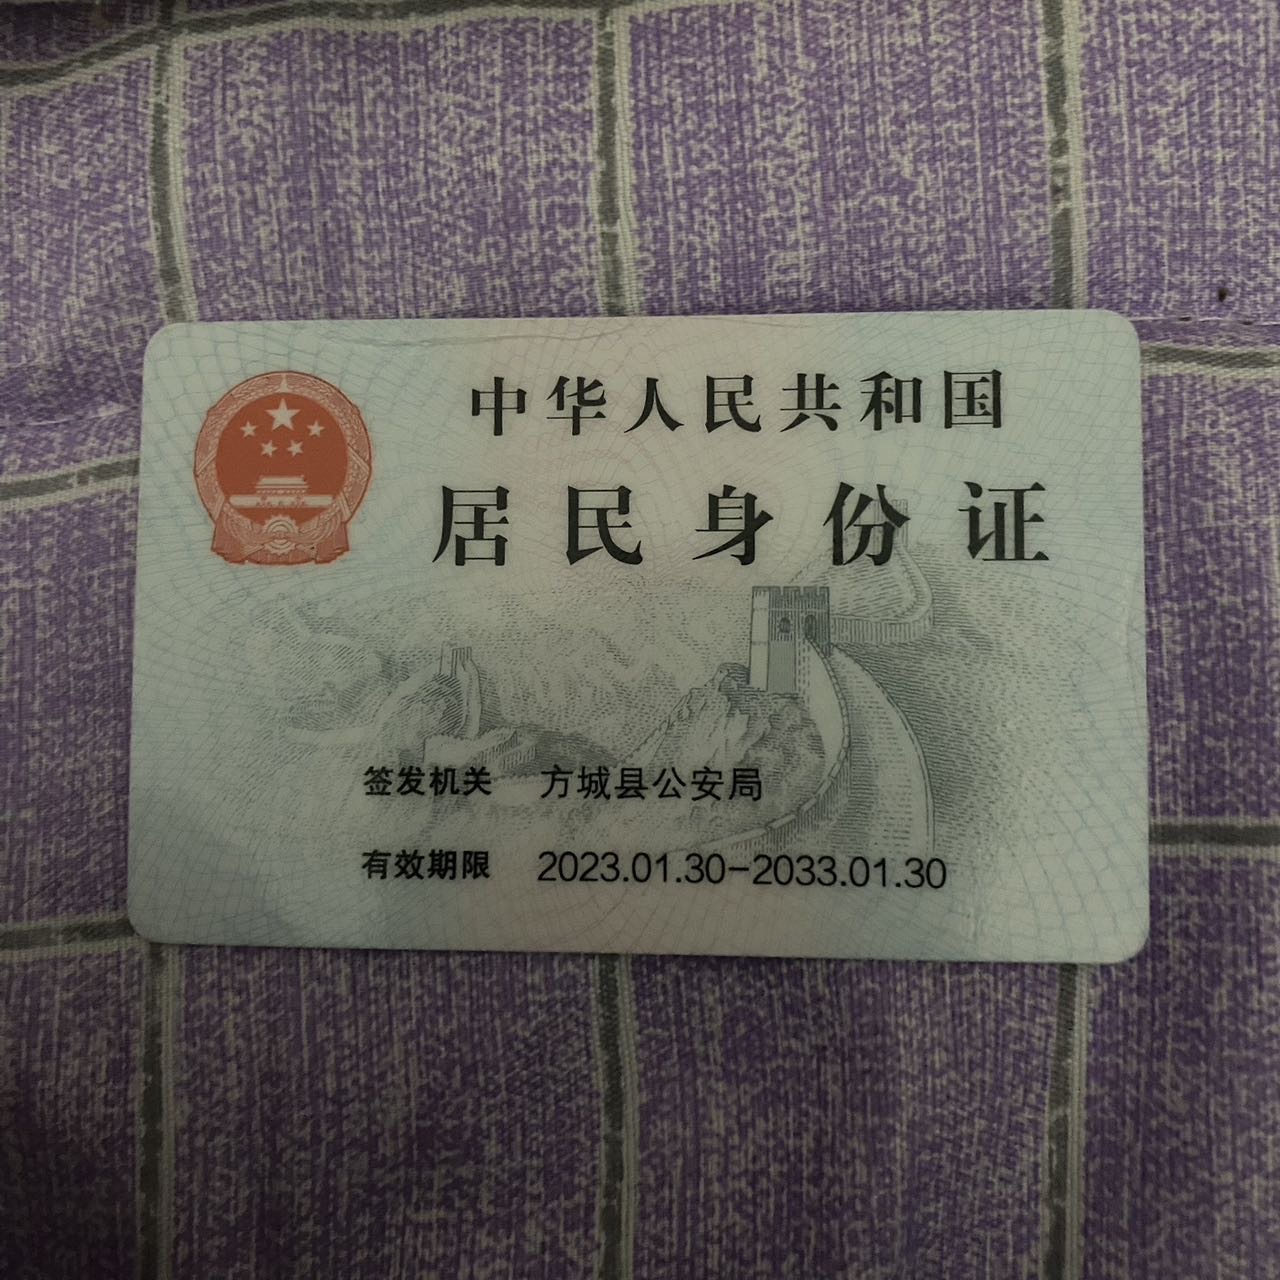 中华人民共和国
居民身份证
签发机关 方城县公安局
有效期限 2023.01.30-2033.01.30